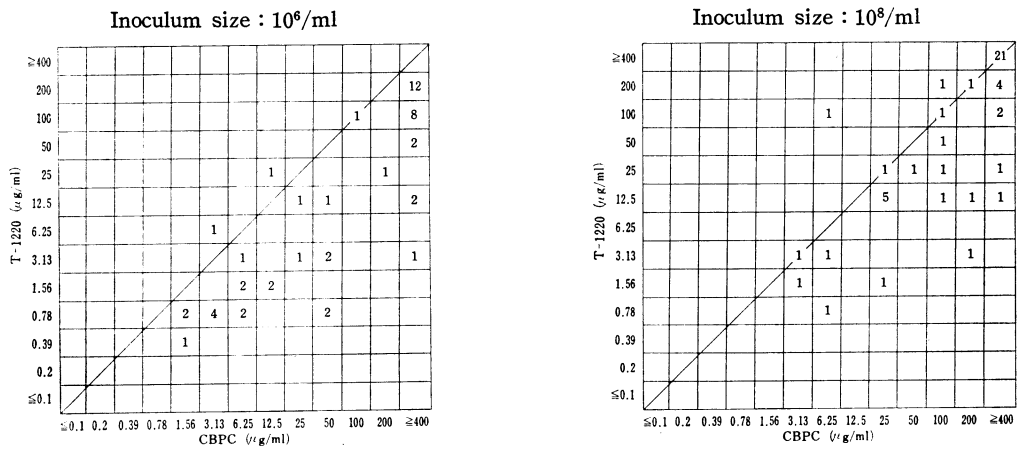 Inoculum size : 10⁶/ml
≧400
200 12
100 1 8
50 2
25 1 1
12.5 1 1 2
6.25 1
3.13 1 1 2 1
1.56 2 2
0.78 2 4 2 2
0.39 1
0.2
≦0.1
T-1220 (μg/ml)
≦0.1 0.2 0.39 0.78 1.56 3.13 6.25 12.5 25 50 100 200 ≧400
CBPC (μg/ml)
Inoculum size : 10⁸/ml
≧400 21
200 1 1 4
100 1 1 2
50 1
25 1 1 1 1
12.5 5 1 1 1
6.25
3.13 1 1 1
1.56 1 1
0.78 1
0.39
0.2
≦0.1
T-1220 (μg/ml)
≦0.1 0.2 0.39 0.78 1.56 3.13 6.25 12.5 25 50 100 200 ≧400
CBPC (μg/ml)